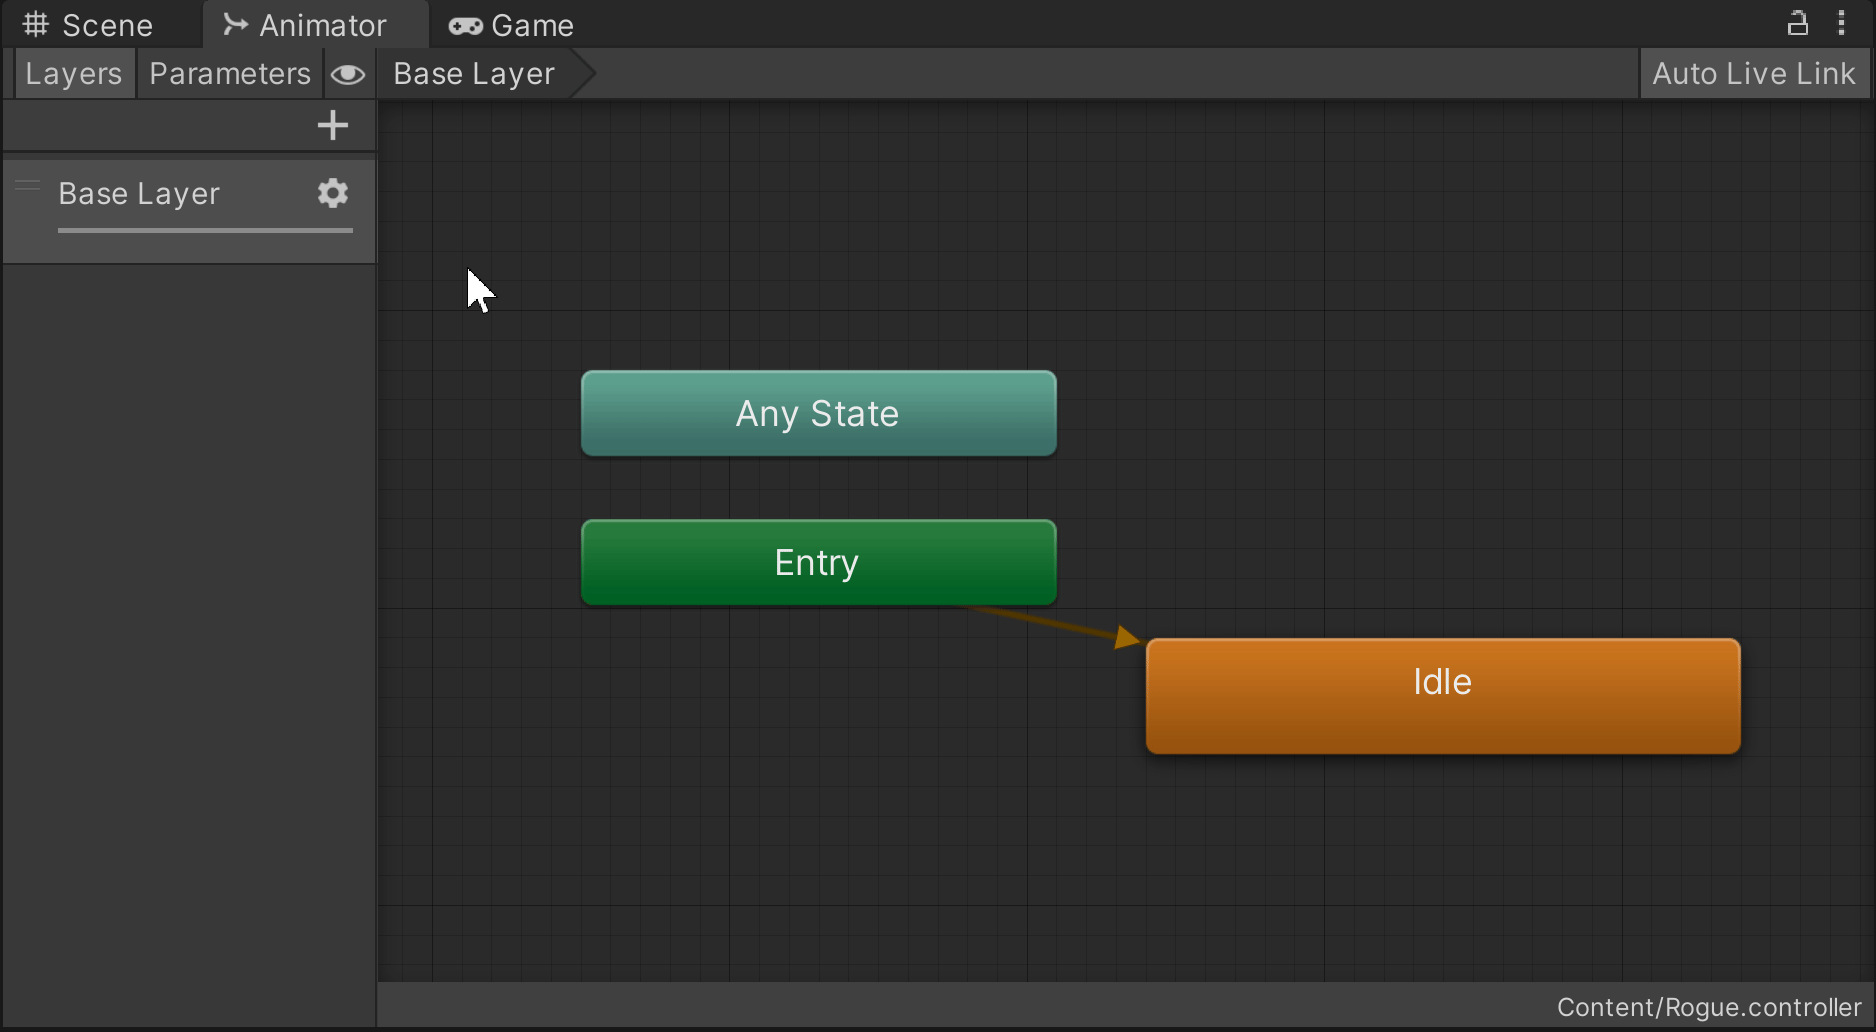 Scene Animator Game
Layers Parameters Base Layer Auto Live Link
Base Layer
Any State
Entry
Idle
Content/Rogue.controller